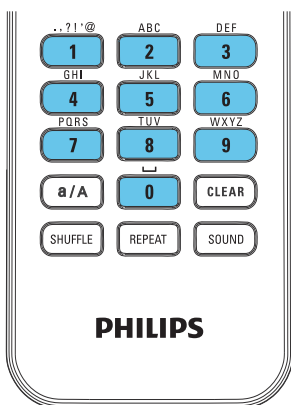 .,?!'@ ABC DEF
1 2 3
GHI JKL MNO
4 5 6
PQRS TUV WXYZ
7 8 9
a/A 0 CLEAR
SHUFFLE REPEAT SOUND
PHILIPS